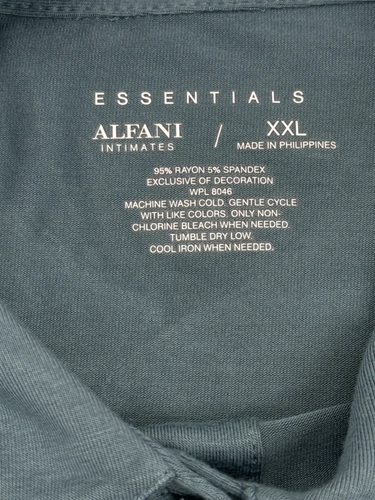 ESSENTIALS
ALFANI / XXL
INTIMATES MADE IN PHILIPPINES
95% RAYON 5% SPANDEX
EXCLUSIVE OF DECORATION
WPL 8046
MACHINE WASH COLD. GENTLE CYCLE
WITH LIKE COLORS. ONLY NON-
CHLORINE BLEACH WHEN NEEDED.
TUMBLE DRY LOW.
COOL IRON WHEN NEEDED.